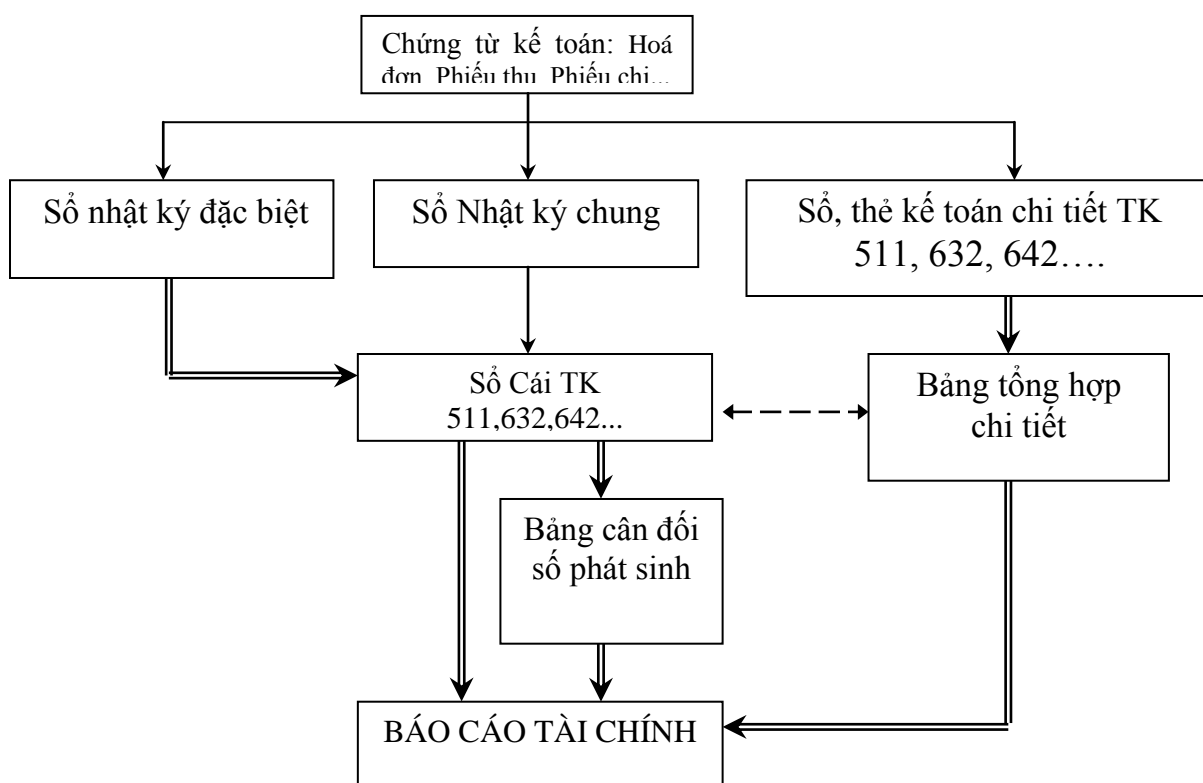 Chứng từ kế toán: Hoá
đơn, Phiếu thu, Phiếu chi...
Sổ nhật ký đặc biệt
Sổ Nhật ký chung
Sổ, thẻ kế toán chi tiết TK
511, 632, 642….
Sổ Cái TK
511,632,642...
Bảng tổng hợp
chi tiết
Bảng cân đối
số phát sinh
BÁO CÁO TÀI CHÍNH